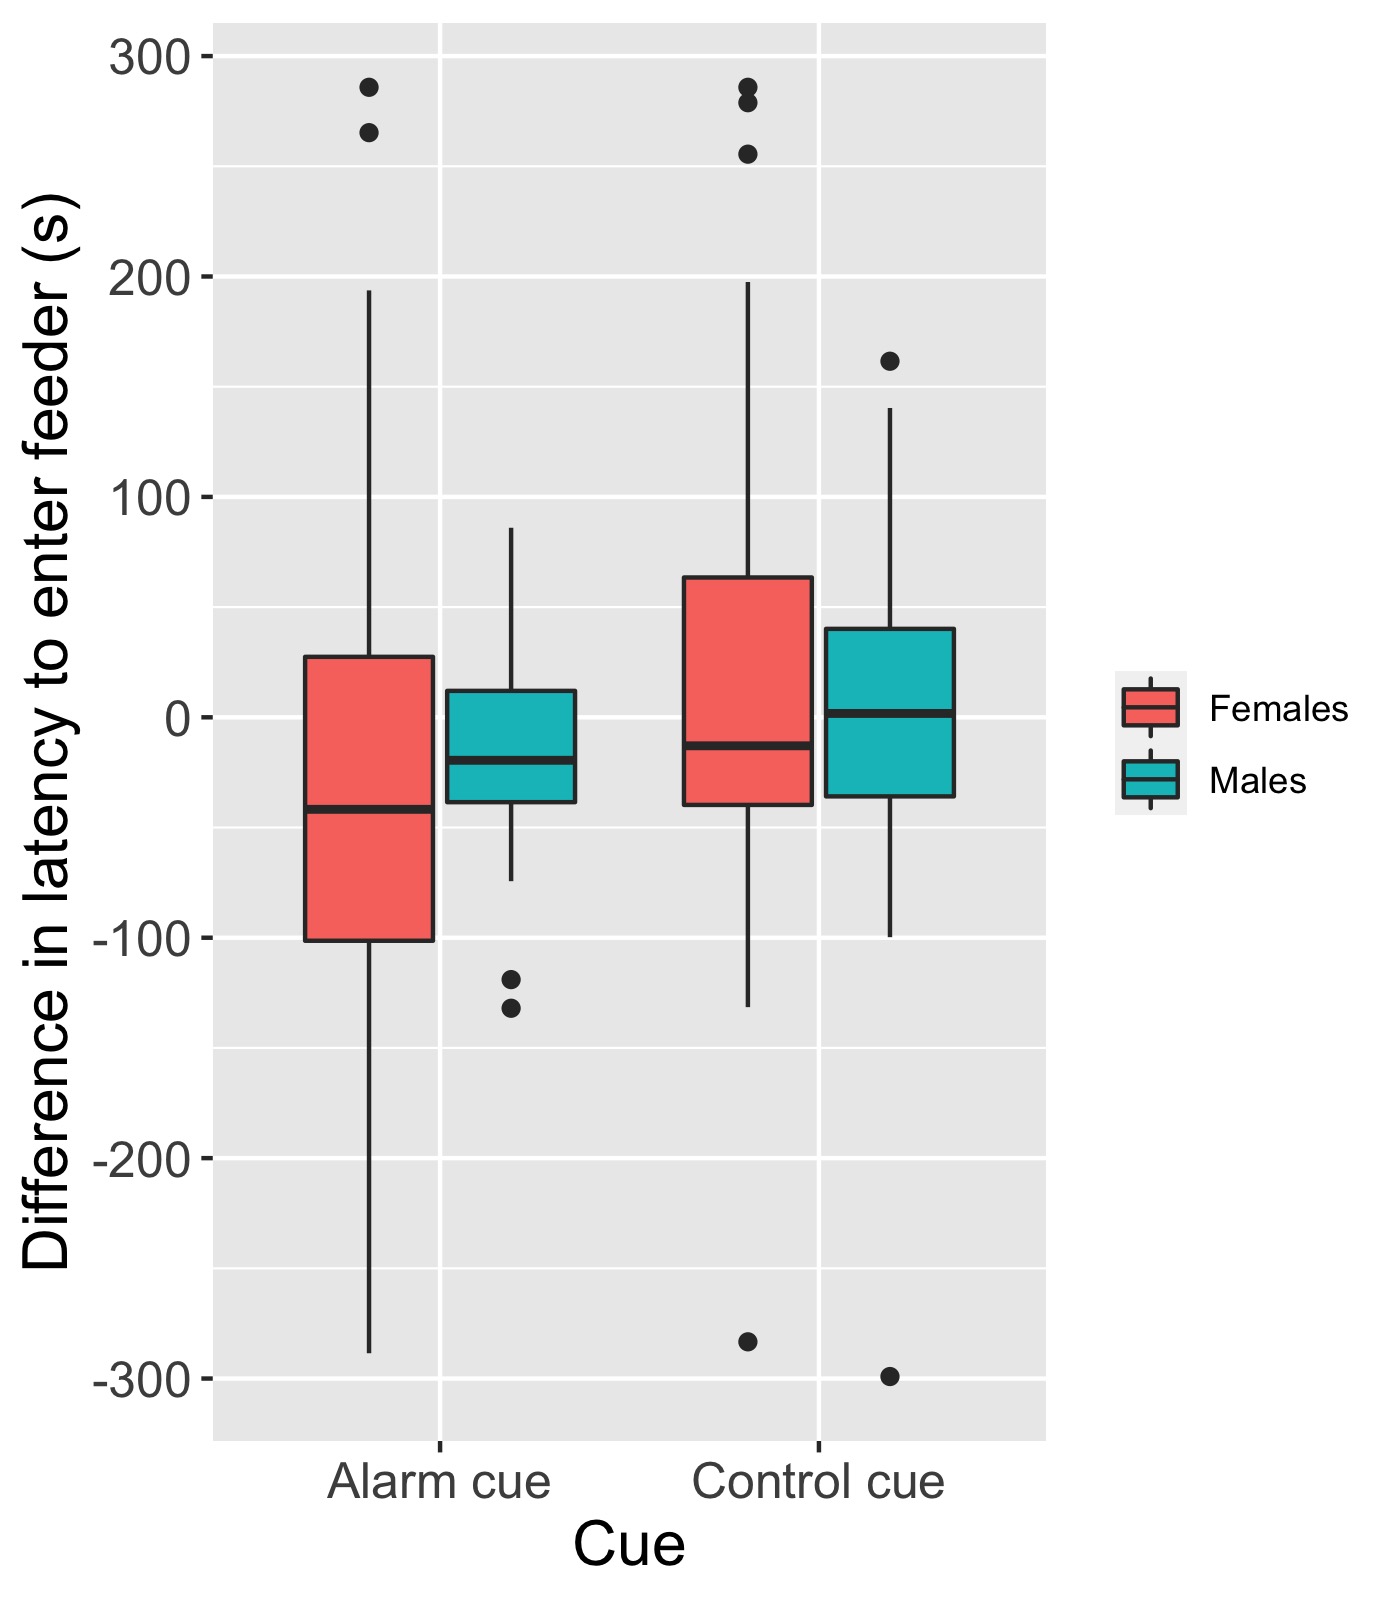 Difference in latency to enter feeder (s)
300
200
100
0
-100
-200
-300
Alarm cue
Control cue
Cue
Females
Males